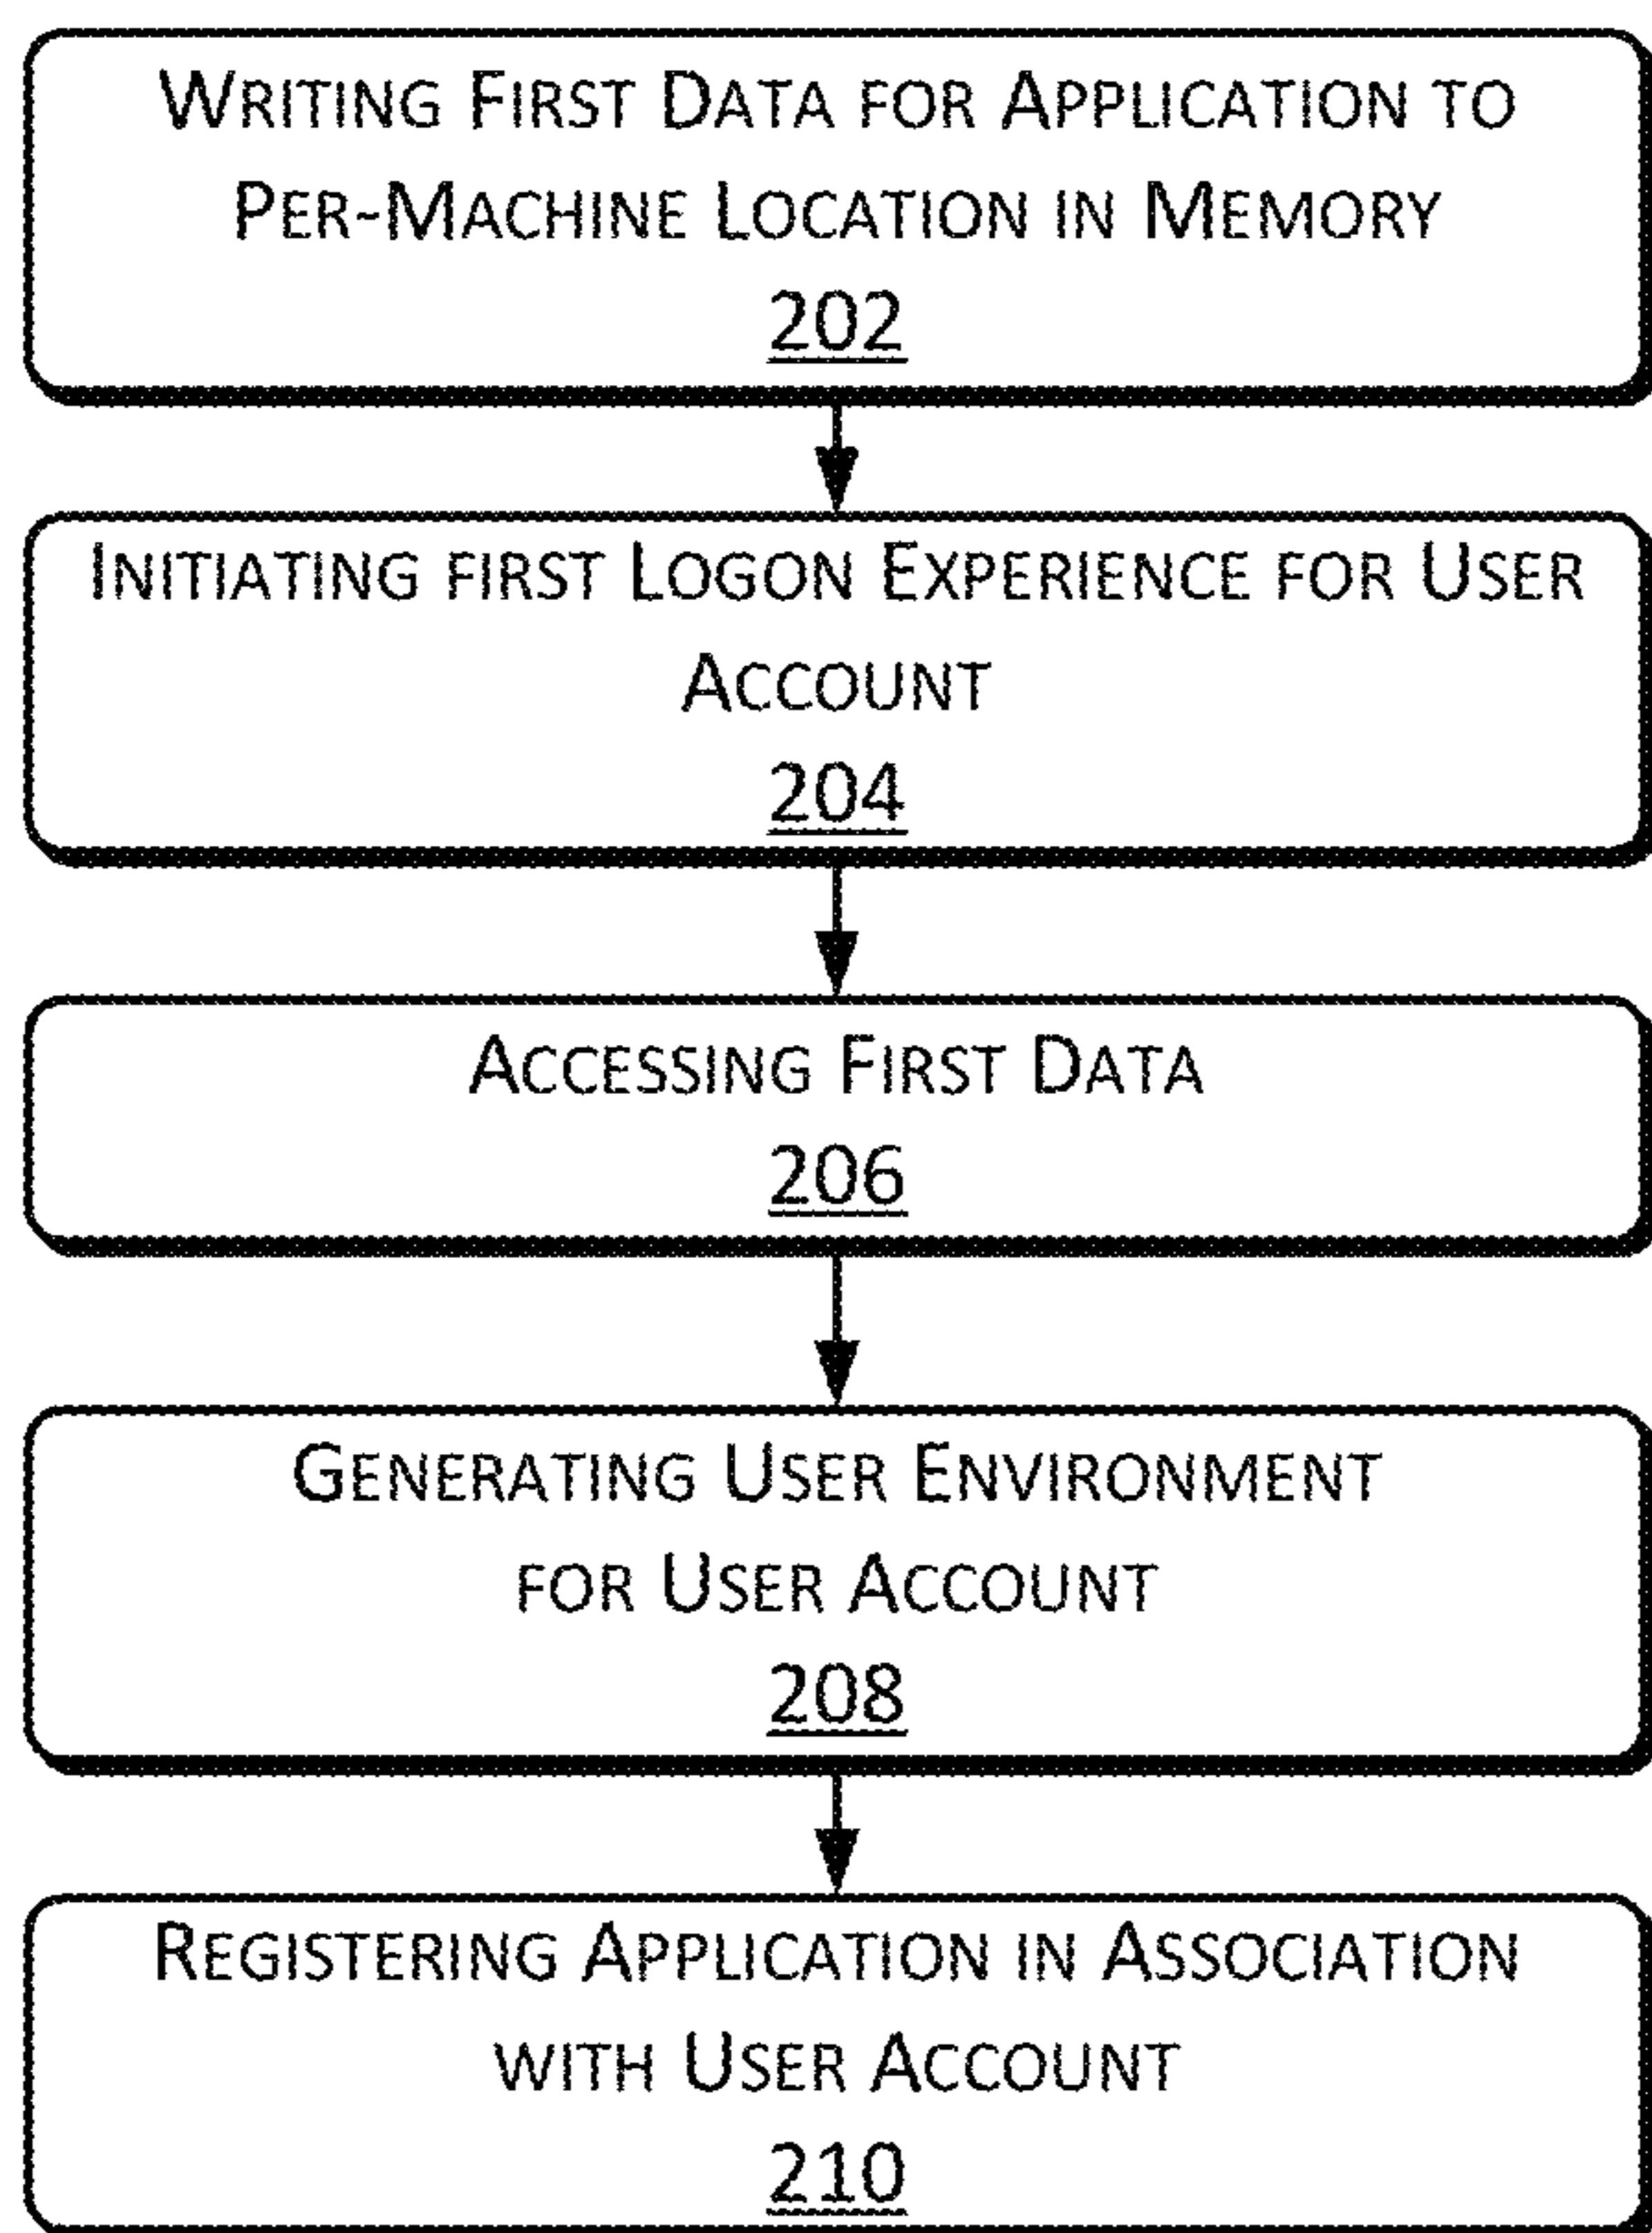 WRITING FIRST DATA FOR APPLICATION TO
PER-MACHINE LOCATION IN MEMORY
202
INITIATING FIRST LOGON EXPERIENCE FOR USER
ACCOUNT
204
ACCESSING FIRST DATA
206
GENERATING USER ENVIRONMENT
FOR USER ACCOUNT
208
REGISTERING APPLICATION IN ASSOCIATION
WITH USER ACCOUNT
210